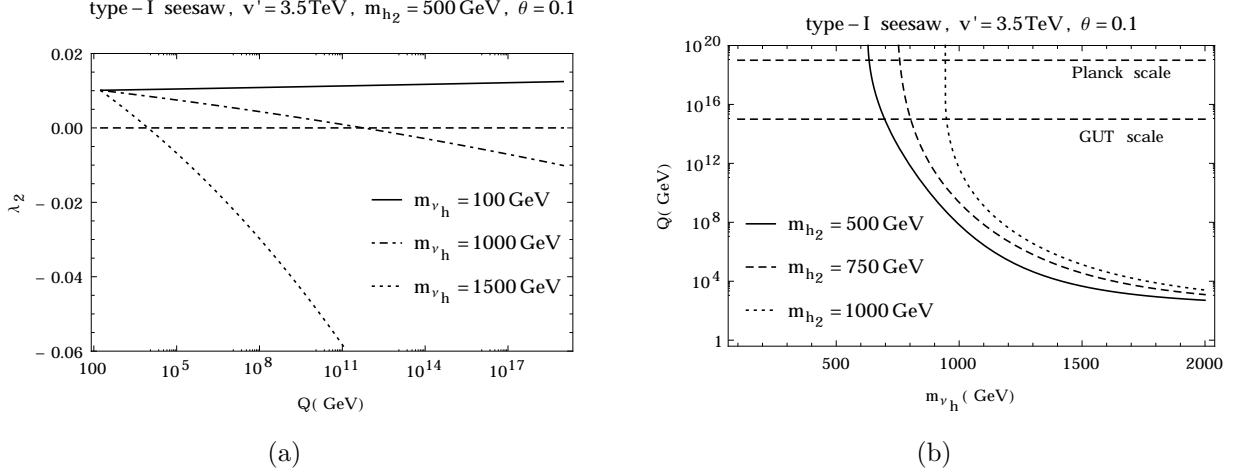 type – I seesaw, v' = 3.5 TeV, m_{h_2} = 500 GeV, θ = 0.1
0.02
0.00
− 0.02
− 0.04
− 0.06
λ_2
m_{ν_h} = 100 GeV
m_{ν_h} = 1000 GeV
m_{ν_h} = 1500 GeV
100 10^5 10^8 10^11 10^14 10^17
Q( GeV)
(a)
type – I seesaw, v' = 3.5 TeV, θ = 0.1
10^20
10^16
10^12
10^8
10^4
1
Q( GeV)
Planck scale
GUT scale
m_{h_2} = 500 GeV
m_{h_2} = 750 GeV
m_{h_2} = 1000 GeV
500 1000 1500 2000
m_{ν_h} ( GeV)
(b)